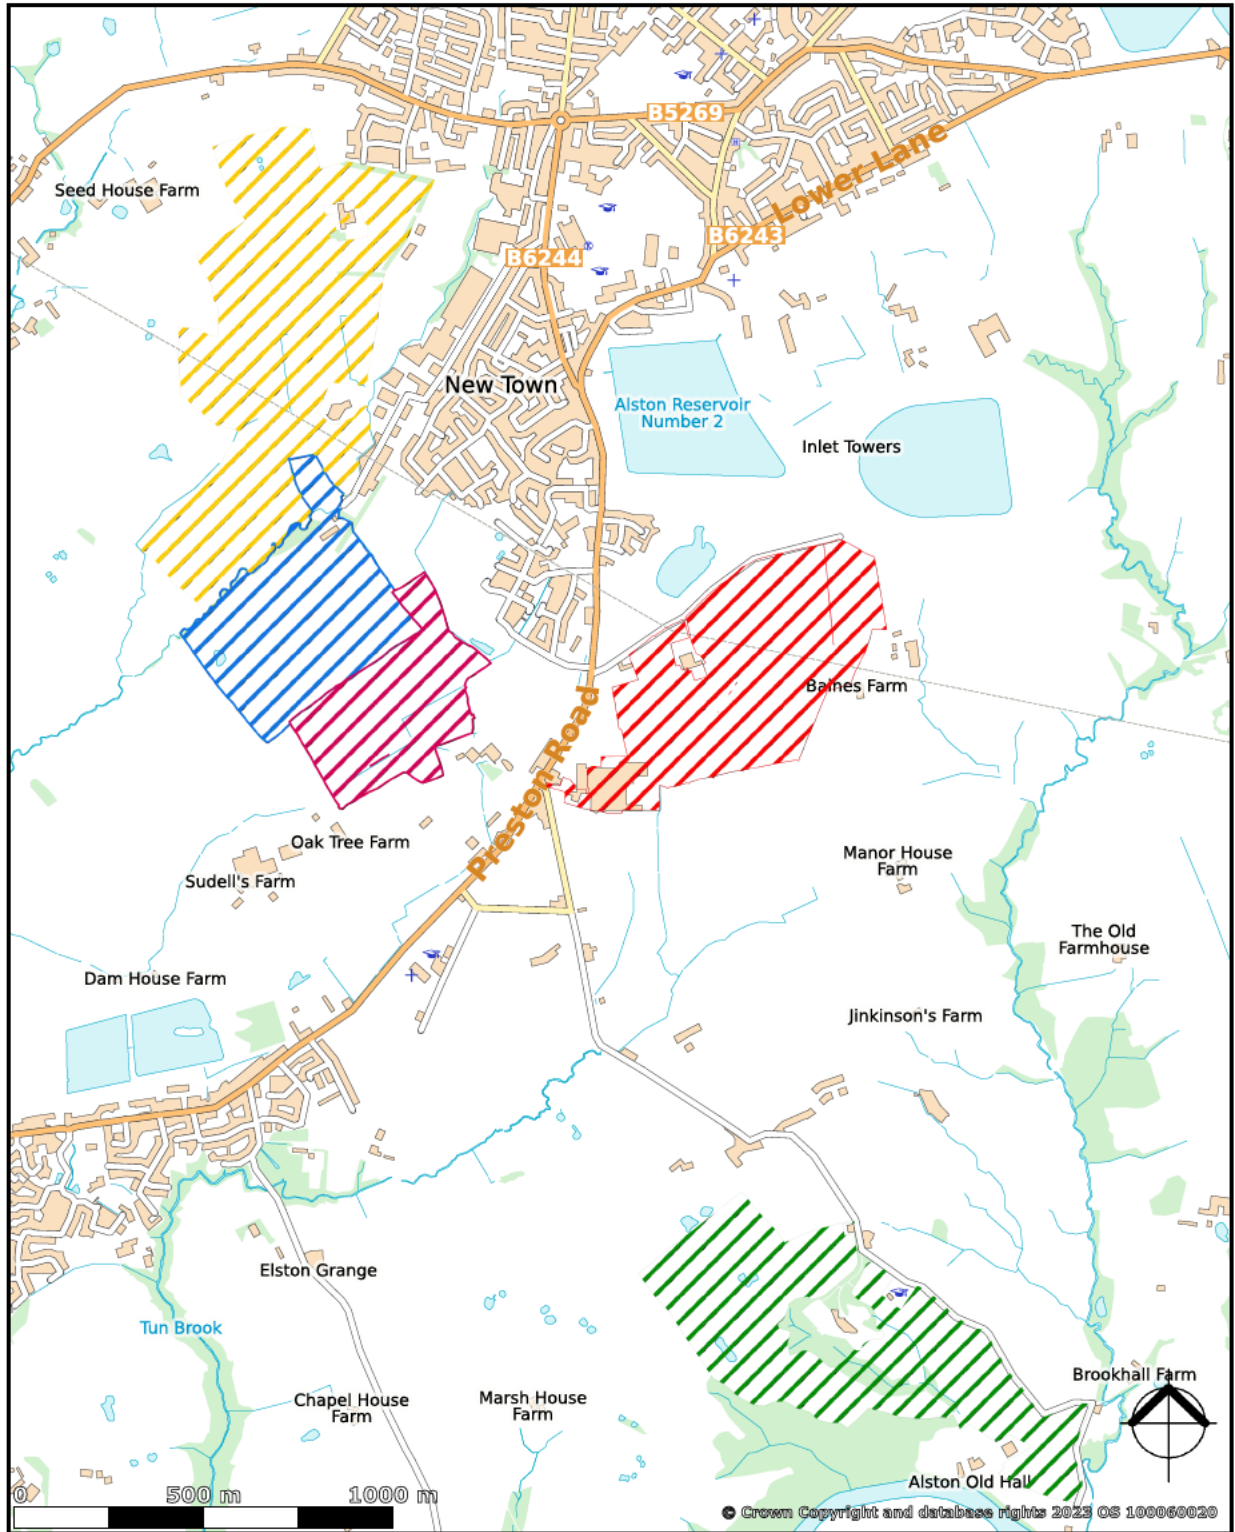 B5269
Lower Lane
Seed House Farm
B6243
B6244
New Town
Alston Reservoir
Number 2
Inlet Towers
Baines Farm
Preston Road
Oak Tree Farm
Manor House
Farm
Sudell's Farm
The Old
Farmhouse
Dam House Farm
Jinkinson's Farm
Elston Grange
Tun Brook
Brookhall Farm
Chapel House
Farm
Marsh House
Farm
Alston Old Hall
0 500 m 1000 m
© Crown Copyright and database rights 2023 OS 100060020